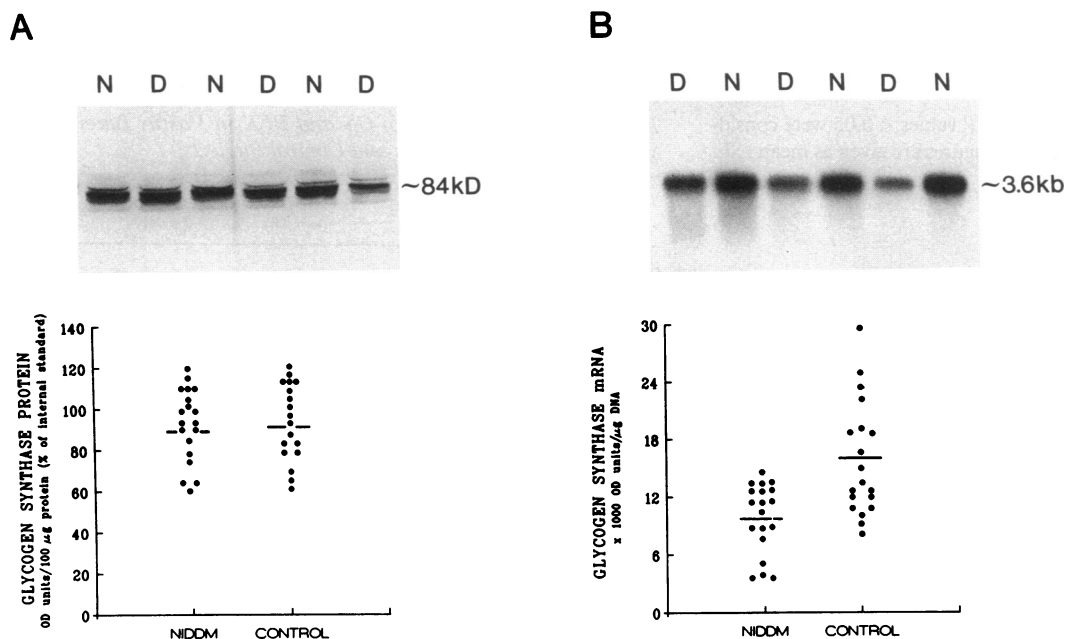 A
N D N D N D
~84kD
GLYCOGEN SYNTHASE PROTEIN
OD units/100 μg protein (% of internal standard)
140
120
100
80
60
40
20
0
NIDDM CONTROL
B
D N D N D N
~3.6kb
GLYCOGEN SYNTHASE mRNA
x 1000 OD units/μg DNA
30
24
18
12
6
0
NIDDM CONTROL